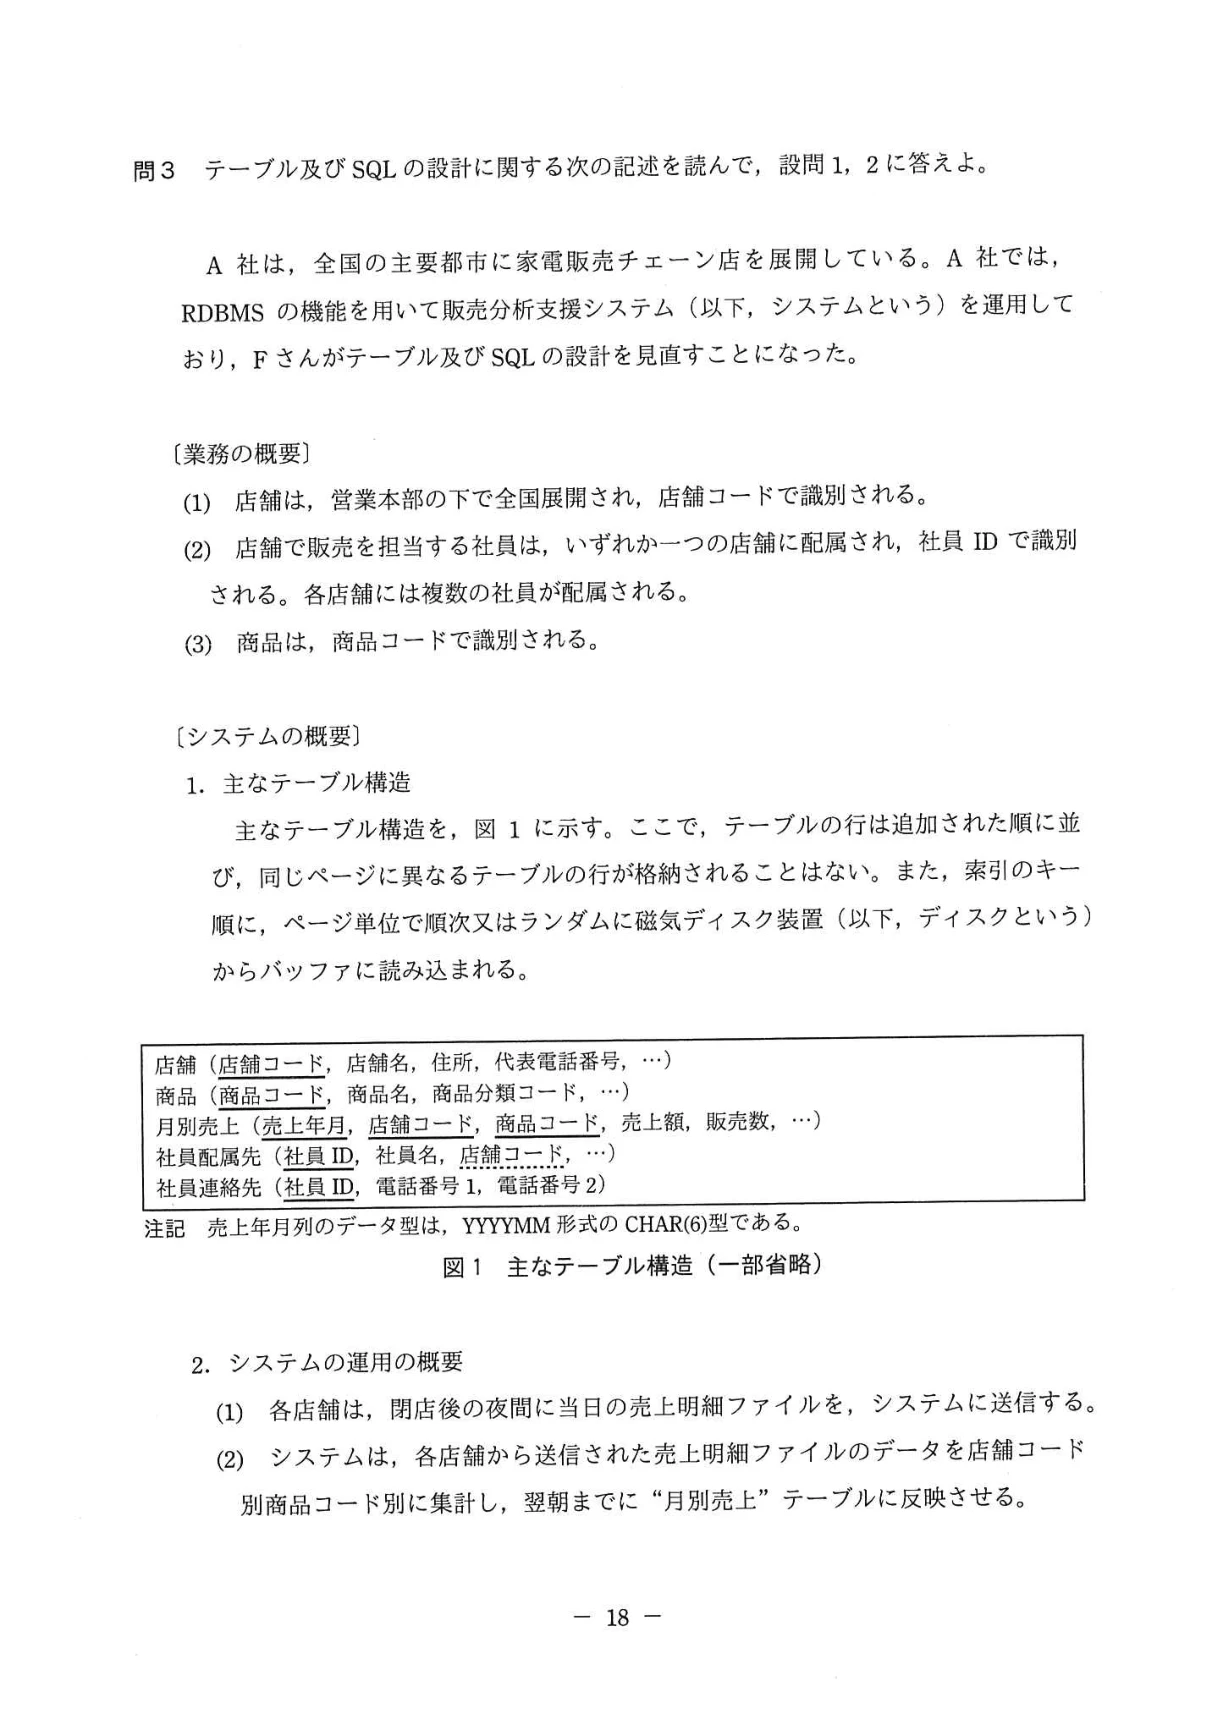 問3 テーブル及び SQL の設計に関する次の記述を読んで，設問 1，2 に答えよ。
A 社は，全国の主要都市に家電販売チェーン店を展開している。A 社では，
RDBMS の機能を用いて販売分析支援システム（以下，システムという）を運用して
おり，F さんがテーブル及び SQL の設計を見直すことになった。
〔業務の概要〕
(1) 店舗は，営業本部の下で全国展開され，店舗コードで識別される。
(2) 店舗で販売を担当する社員は，いずれか一つの店舗に配属され，社員 ID で識別
される。各店舗には複数の社員が配属される。
(3) 商品は，商品コードで識別される。
〔システムの概要〕
1. 主なテーブル構造
主なテーブル構造を，図 1 に示す。ここで，テーブルの行は追加された順に並
び，同じページに異なるテーブルの行が格納されることはない。また，索引のキー
順に，ページ単位で順次又はランダムに磁気ディスク装置（以下，ディスクという）
からバッファに読み込まれる。
店舗（店舗コード，店舗名，住所，代表電話番号，…）
商品（商品コード，商品名，商品分類コード，…）
月別売上（売上年月，店舗コード，商品コード，売上額，販売数，…）
社員配属先（社員 ID，社員名，店舗コード，…）
社員連絡先（社員 ID，電話番号 1，電話番号 2）
注記 売上年月列のデータ型は，YYYYMM 形式の CHAR(6)型である。
図 1 主なテーブル構造（一部省略）
2. システムの運用の概要
(1) 各店舗は，閉店後の夜間に当日の売上明細ファイルを，システムに送信する。
(2) システムは，各店舗から送信された売上明細ファイルのデータを店舗コード
別商品コード別に集計し，翌朝までに“月別売上”テーブルに反映させる。
－ 18 －